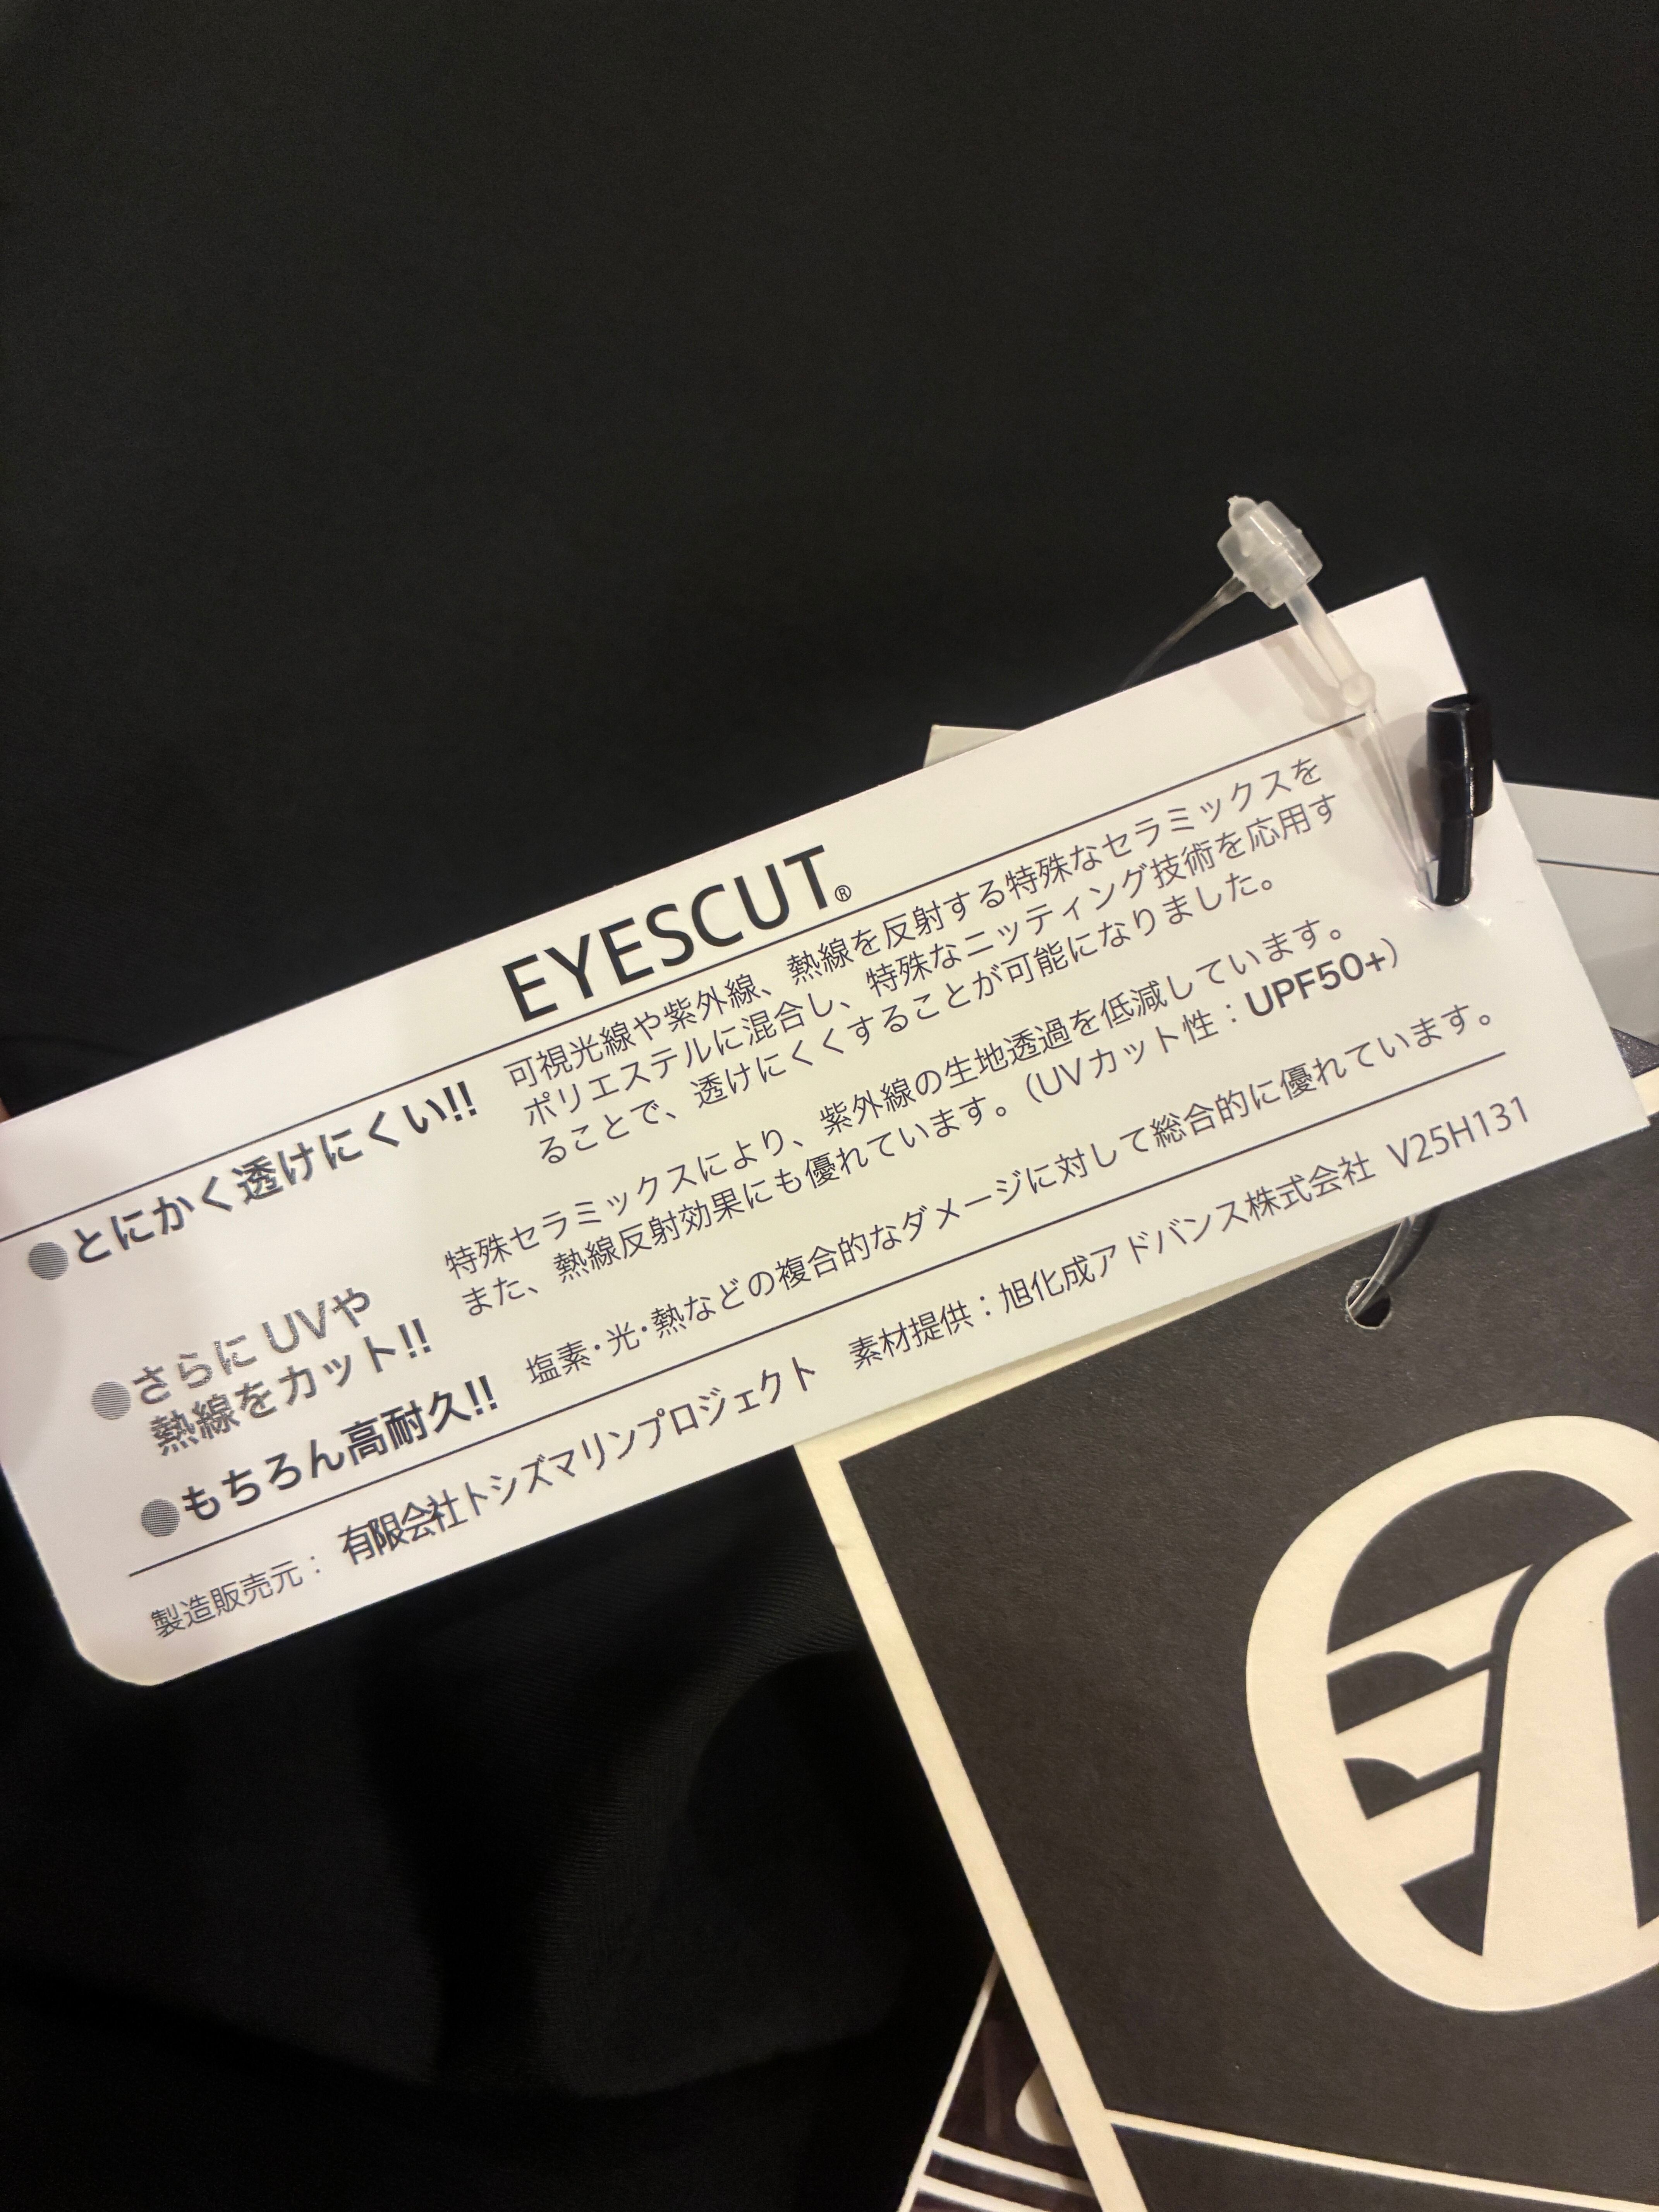 EYESCUT®
●とにかく透けにくい!!
可視光線や紫外線、熱線を反射する特殊なセラミックスを
ポリエステルに混合し、特殊なニッティング技術を応用す
ることで、透けにくくすることが可能になりました。
●さらに UVや
熱線をカット!!
特殊セラミックスにより、紫外線の生地透過を低減しています。
また、熱線反射効果にも優れています。（UVカット性：UPF50+）
●もちろん高耐久!!
塩素・光・熱などの複合的なダメージに対して総合的に優れています。
製造販売元： 有限会社トシズマリンプロジェクト 素材提供：旭化成アドバンス株式会社 V25H131